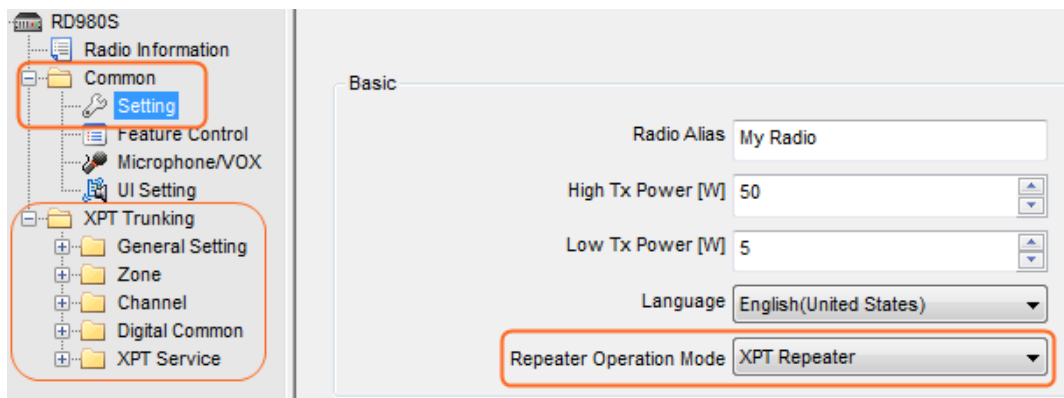 RD980S
Radio Information
Common
Setting
Feature Control
Microphone/VOX
UI Setting
XPT Trunking
General Setting
Zone
Channel
Digital Common
XPT Service
Basic
Radio Alias My Radio
High Tx Power [W] 50
Low Tx Power [W] 5
Language English(United States)
Repeater Operation Mode XPT Repeater